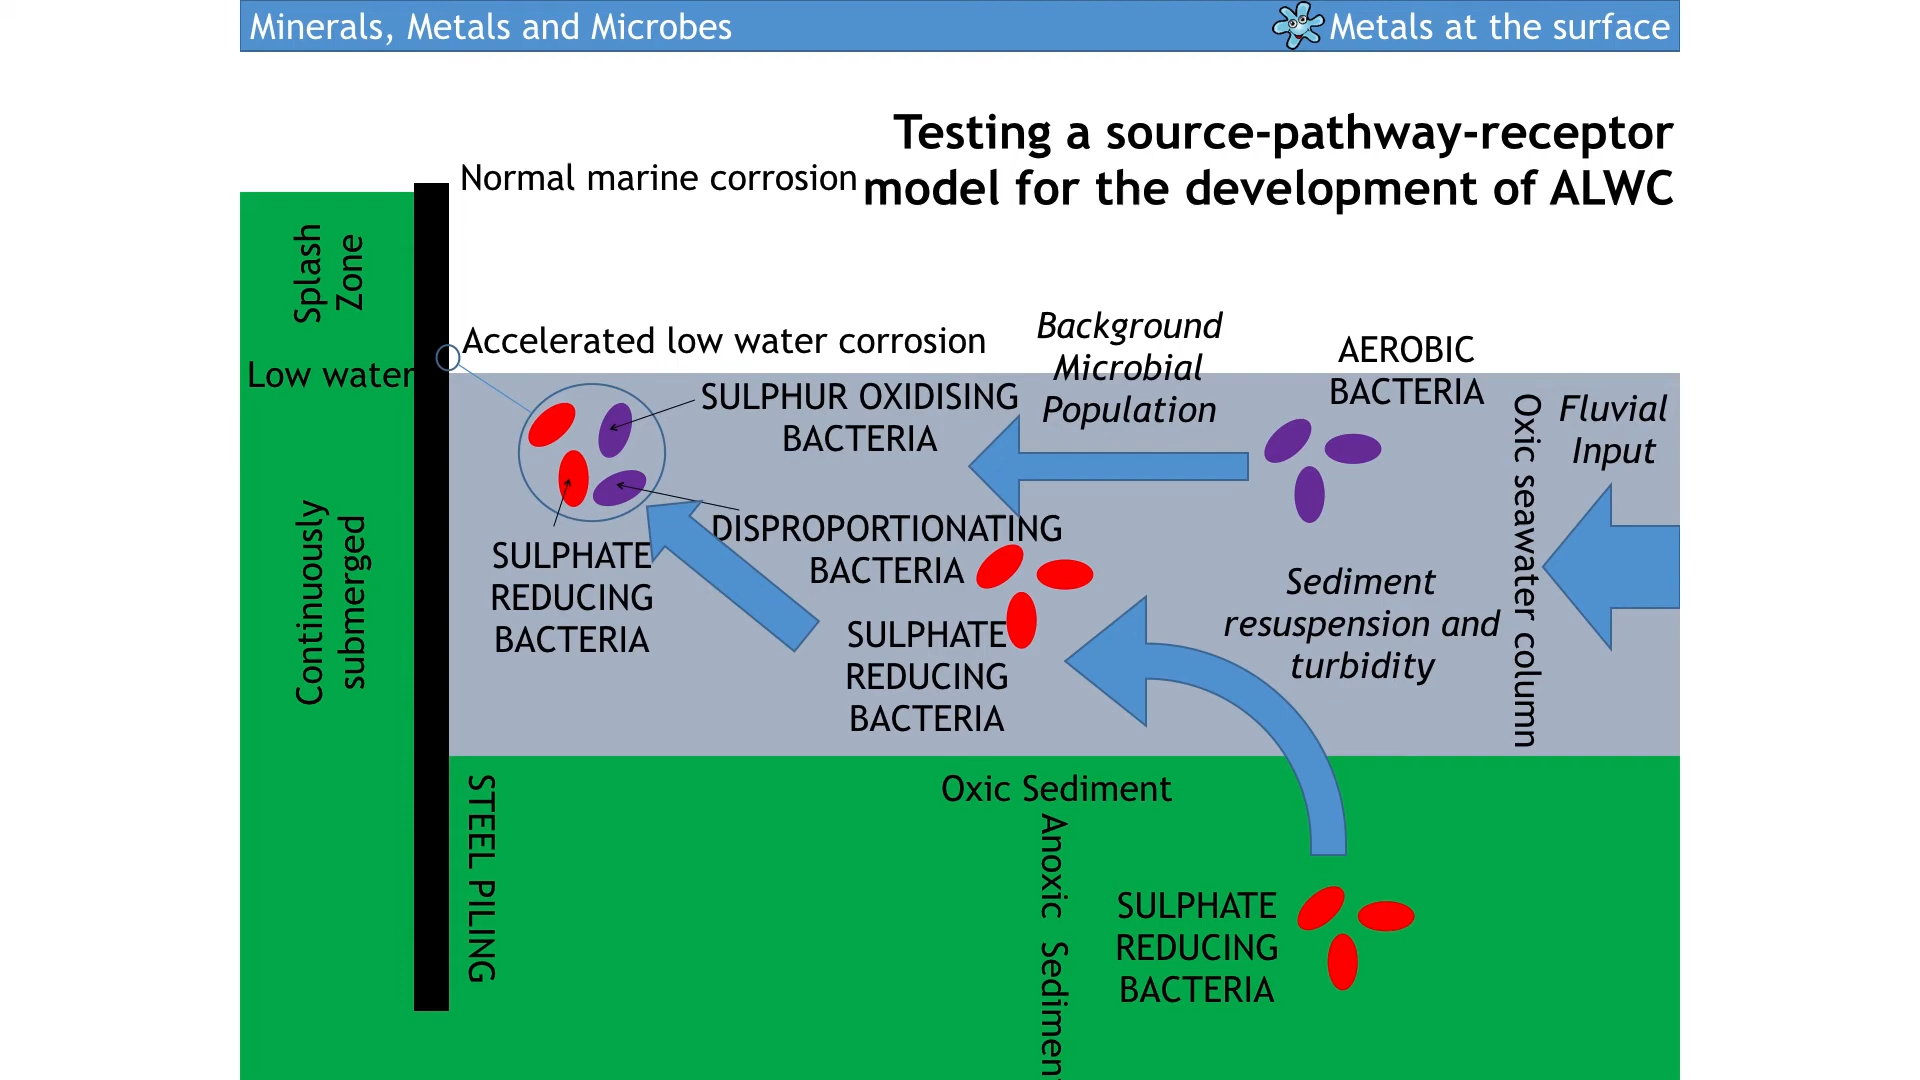 Minerals, Metals and Microbes
Metals at the surface
Testing a source-pathway-receptor
model for the development of ALWC
Normal marine corrosion
Splash
Zone
Accelerated low water corrosion
Low water
Background
Microbial
Population
AEROBIC
BACTERIA
SULPHUR OXIDISING
BACTERIA
Fluvial
Input
Oxic seawater column
Continuously
submerged
DISPROPORTIONATING
BACTERIA
SULPHATE
REDUCING
BACTERIA
Sediment
resuspension and
turbidity
SULPHATE
REDUCING
BACTERIA
STEEL PILING
Oxic Sediment
Anoxic Sedimen
SULPHATE
REDUCING
BACTERIA